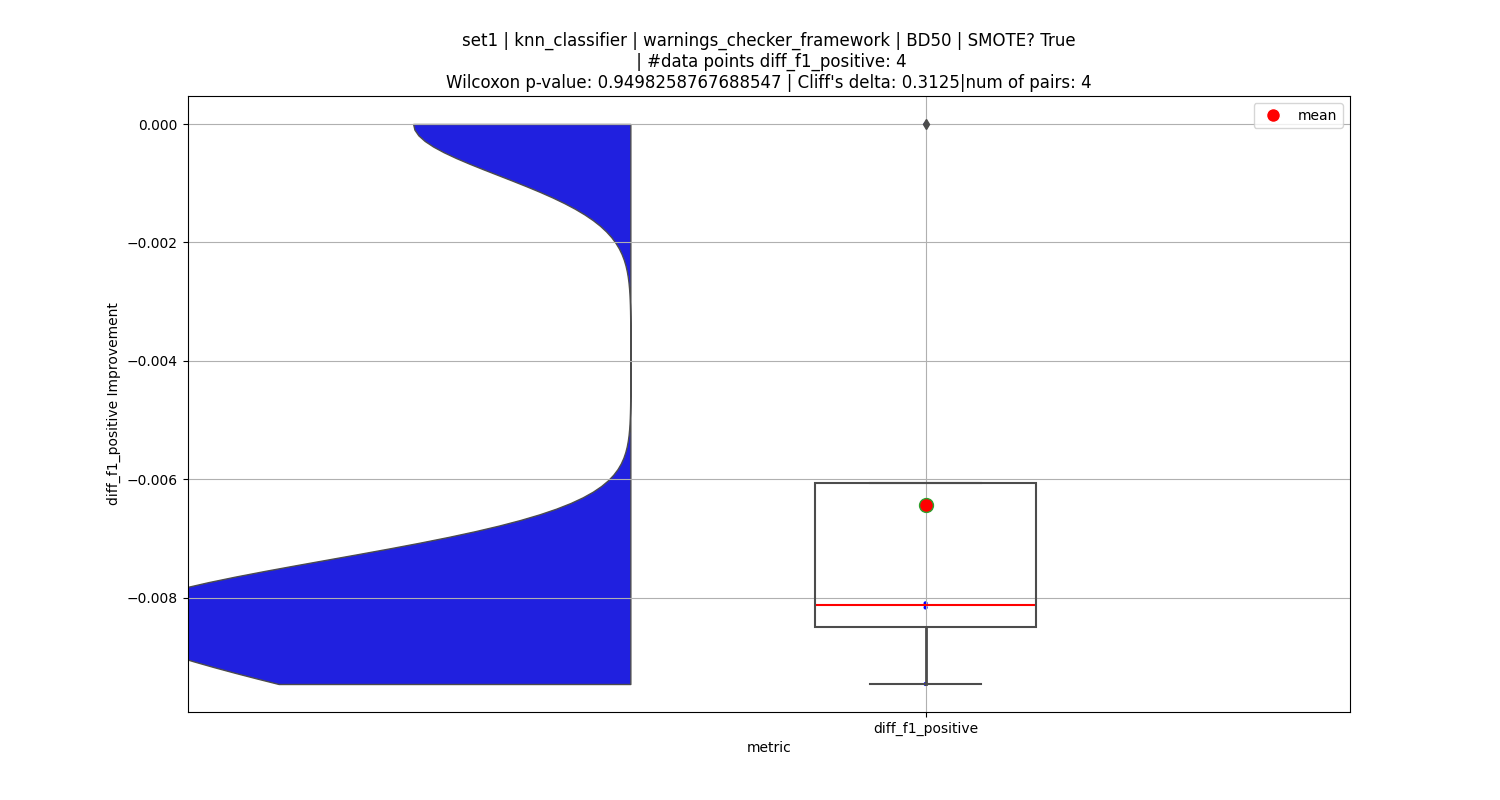 set1 | knn_classifier | warnings_checker_framework | BD50 | SMOTE? True
| #data points diff_f1_positive: 4
Wilcoxon p-value: 0.9498258767688547 | Cliff's delta: 0.3125|num of pairs: 4
mean
0.000
−0.002
−0.004
−0.006
−0.008
diff_f1_positive Improvement
diff_f1_positive
metric